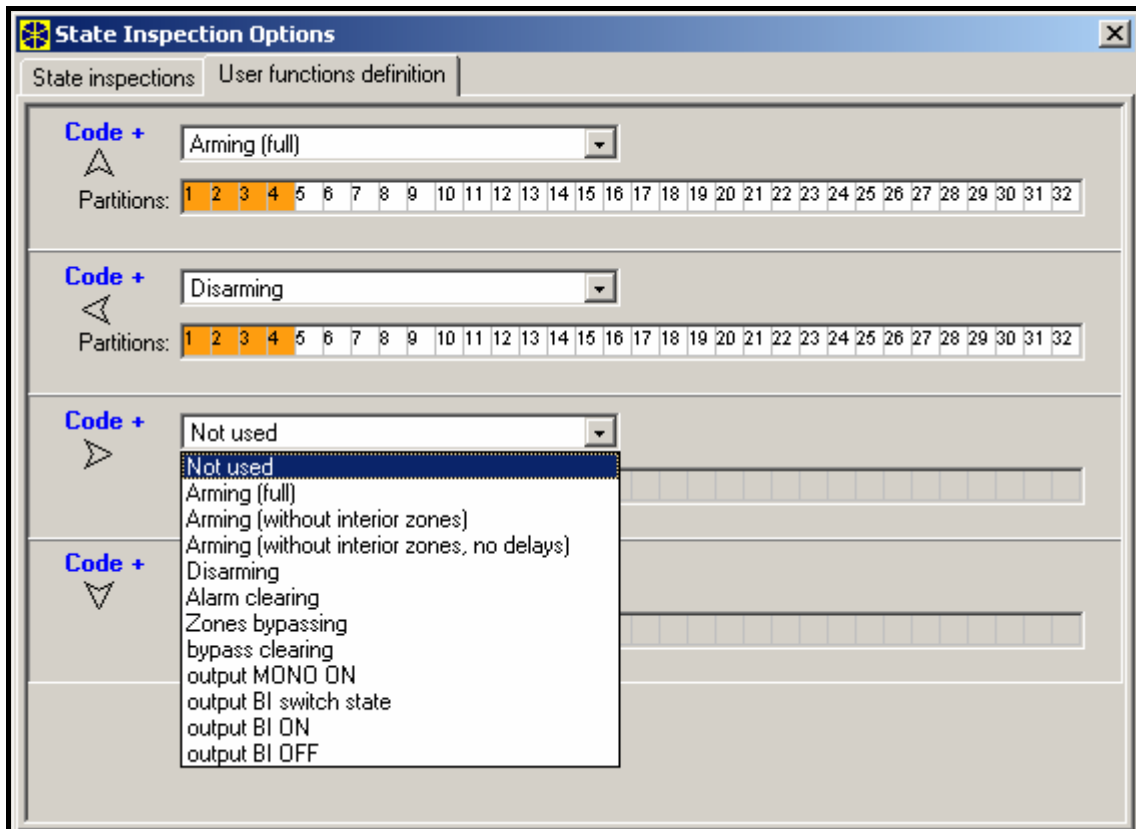 State Inspection Options
State inspections User functions definition
Code +
Arming (full)
Partitions: 1 2 3 4 5 6 7 8 9 10 11 12 13 14 15 16 17 18 19 20 21 22 23 24 25 26 27 28 29 30 31 32
Code +
Disarming
Partitions: 1 2 3 4 5 6 7 8 9 10 11 12 13 14 15 16 17 18 19 20 21 22 23 24 25 26 27 28 29 30 31 32
Code +
Not used
Not used
Arming (full)
Arming (without interior zones)
Arming (without interior zones, no delays)
Disarming
Alarm clearing
Zones bypassing
bypass clearing
output MONO ON
output BI switch state
output BI ON
output BI OFF
Code +